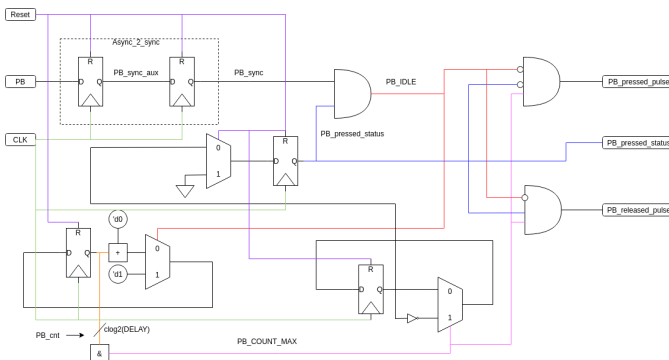 Reset
Async_2_sync
R
R
R
PB
D
Q
PB_sync_aux
D
Q
PB_sync
PB_IDLE
PB_pressed_pulse
CLK
PB_pressed_status
PB_pressed_status
0
1
R
D
Q
PB_released_pulse
'd0
R
D
Q
+
0
1
'd1
R
D
Q
0
1
PB_cnt
clog2(DELAY)
PB_COUNT_MAX
&